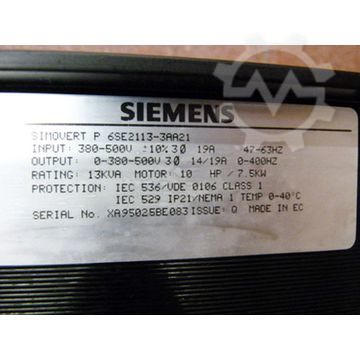 SIEMENS
SIMOVERT P 6SE2113-3AA21
INPUT: 380-500V ±10% 3Ø 19A 47-63HZ
OUTPUT: 0-380-500V 3Ø 14/19A 0-400HZ
RATING: 13KVA MOTOR: 10 HP / 7.5KW
PROTECTION: IEC 536/VDE 0106 CLASS 1
IEC 529 IP21/NEMA 1 TEMP 0-40°C
SERIAL No. XA95025BE083 ISSUE: Q MADE IN EC